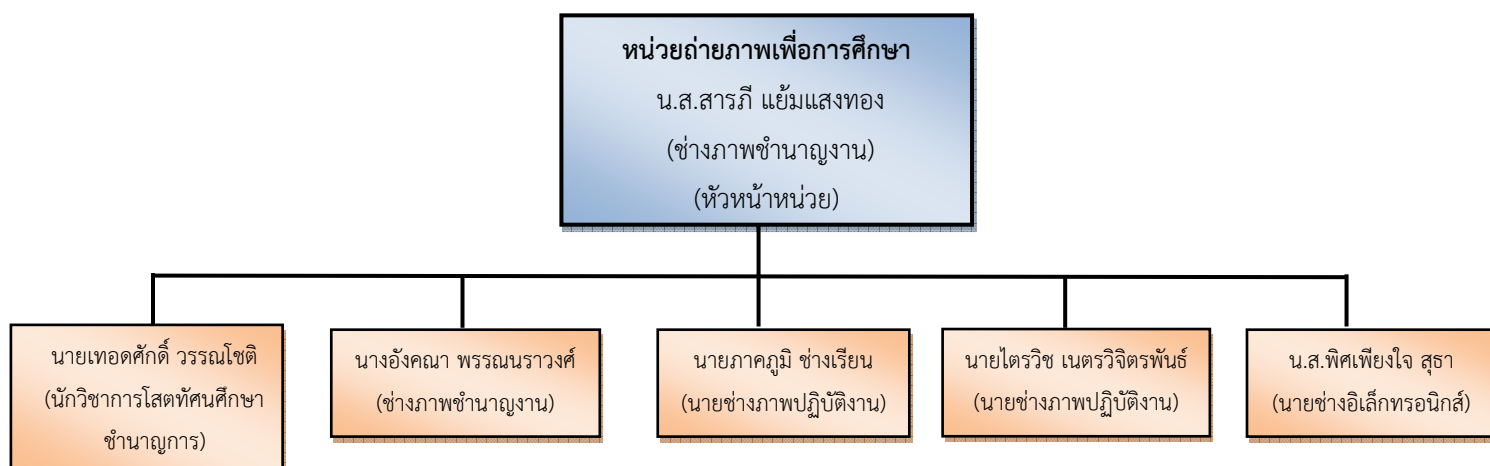 หน่วยถ่ายภาพเพื่อการศึกษา
น.ส.สารภี แย้มแสงทอง
(ช่างภาพชำนาญงาน)
(หัวหน้าหน่วย)
นายเทอดศักดิ์ วรรณโชติ
(นักวิชาการโสตทัศนศึกษา
ชำนาญการ)
นางอังคณา พรรณนราวงศ์
(ช่างภาพชำนาญงาน)
นายภาคภูมิ ช่างเรียน
(นายช่างภาพปฏิบัติงาน)
นายไตรวิช เนตรวิจิตรพันธ์
(นายช่างภาพปฏิบัติงาน)
น.ส.พิศเพียงใจ สุธา
(นายช่างอิเล็กทรอนิกส์)